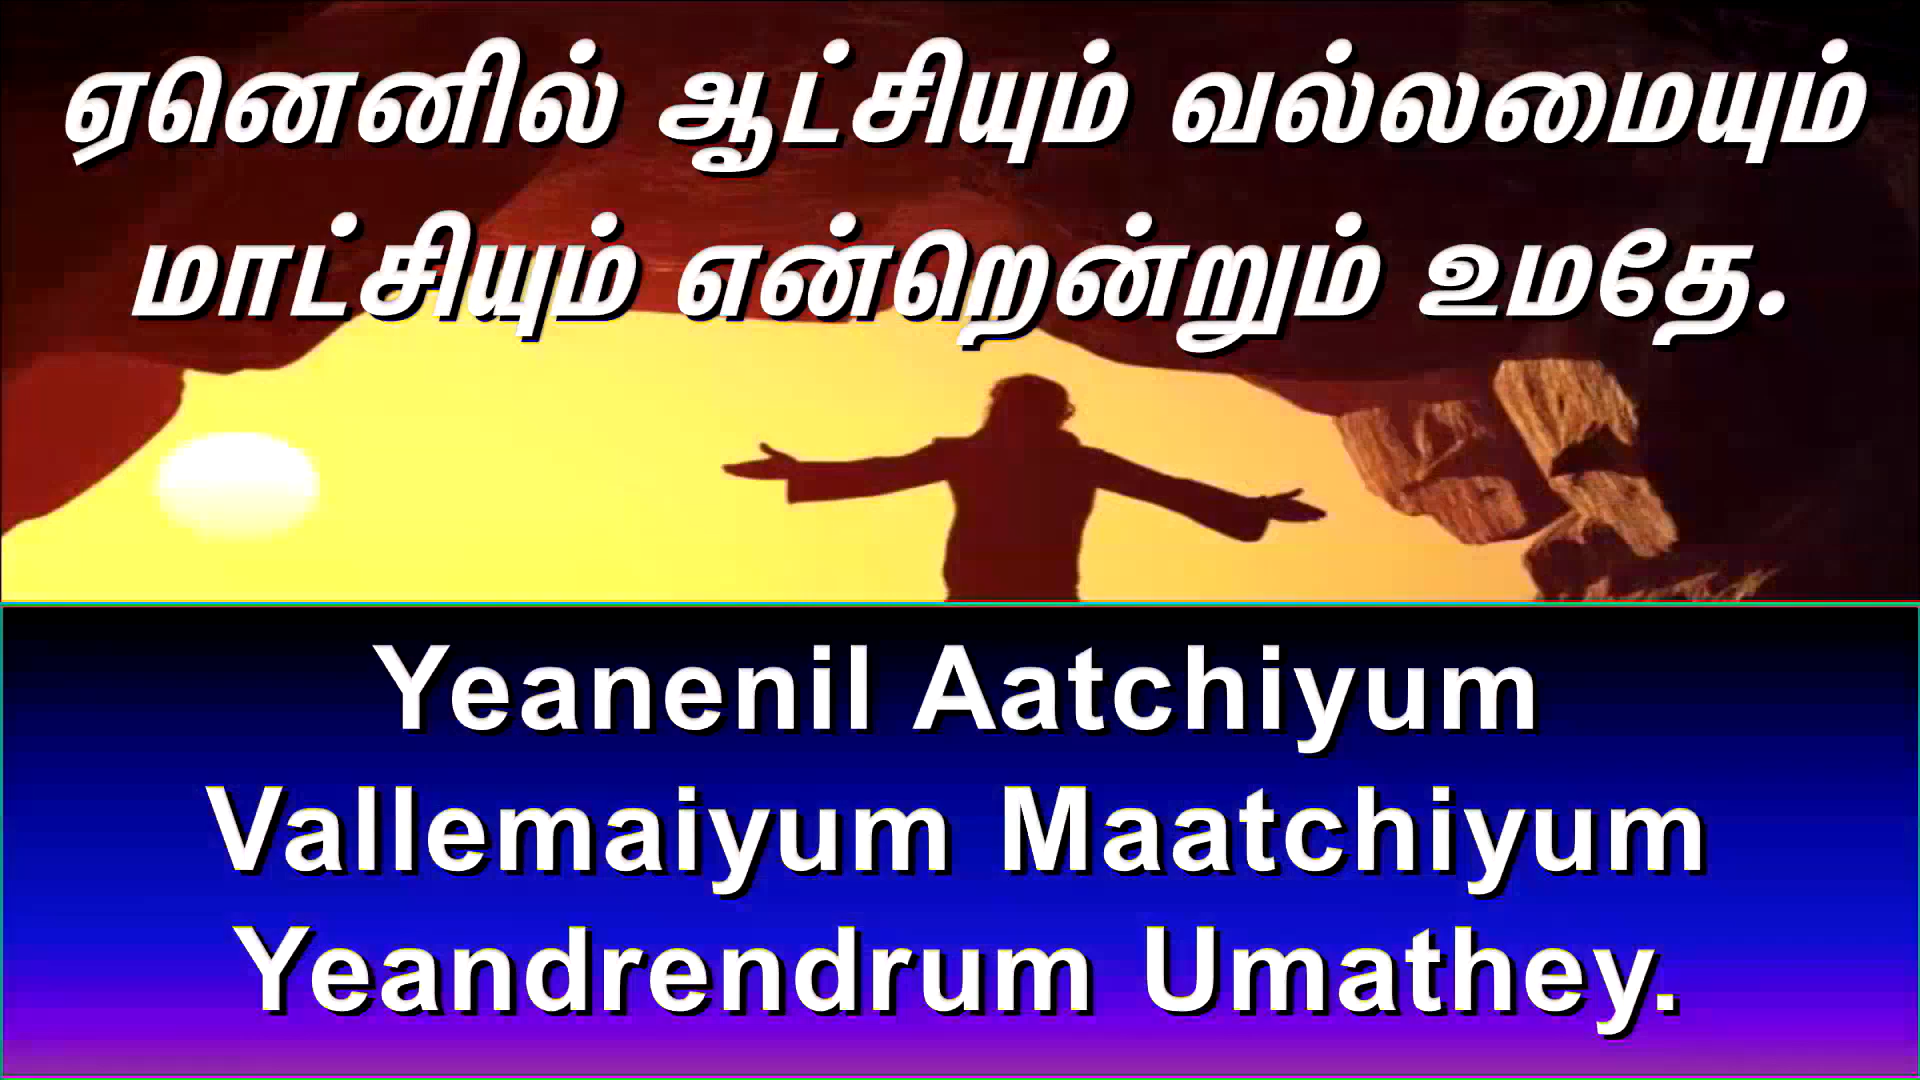 ஏனெனில் ஆட்சியும் வல்லமையும்
மாட்சியும் என்றென்றும் உமதே.
Yeanenil Aatchiyum
Vallemaiyum Maatchiyum
Yeandrendrum Umathey.